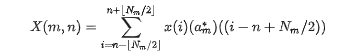 X(m, n) = \sum_{i=n-\lfloor N_m/2 \rfloor}^{n+\lfloor N_m/2 \rfloor} x(i)(a_m^*)((i - n + N_m/2))